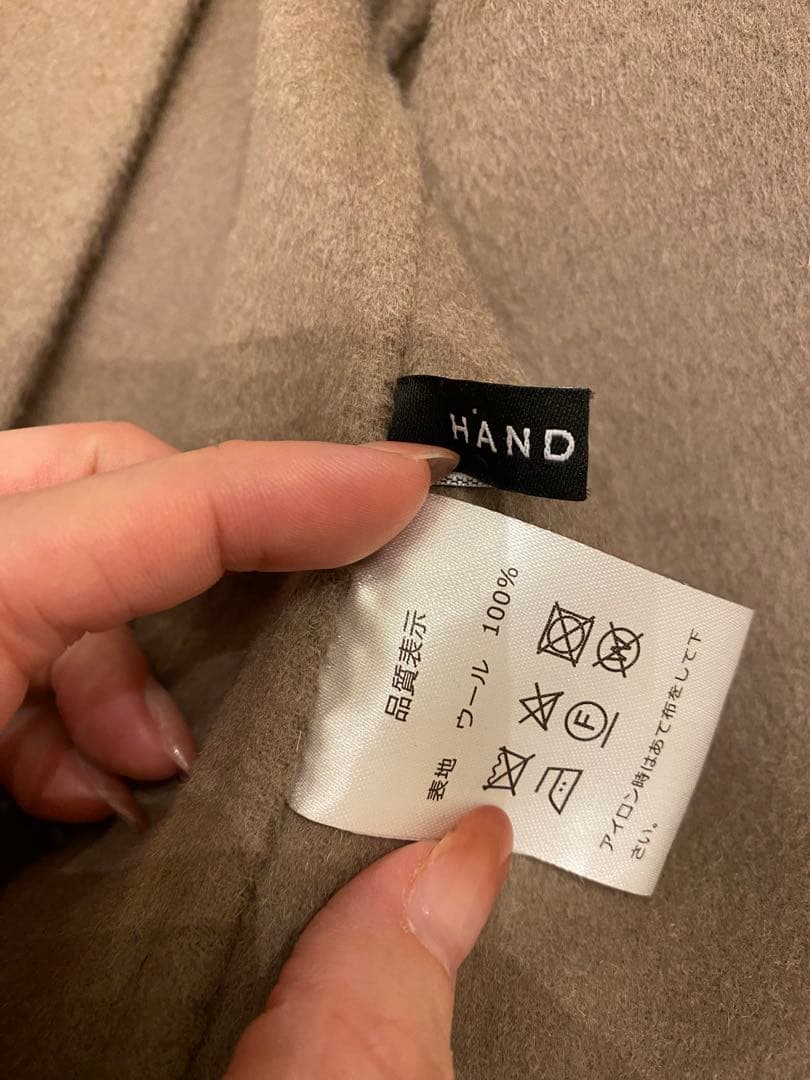 HAND
品質表示
表地 ウール 100%
W
F
アイロン時はあて布をして下
さい。